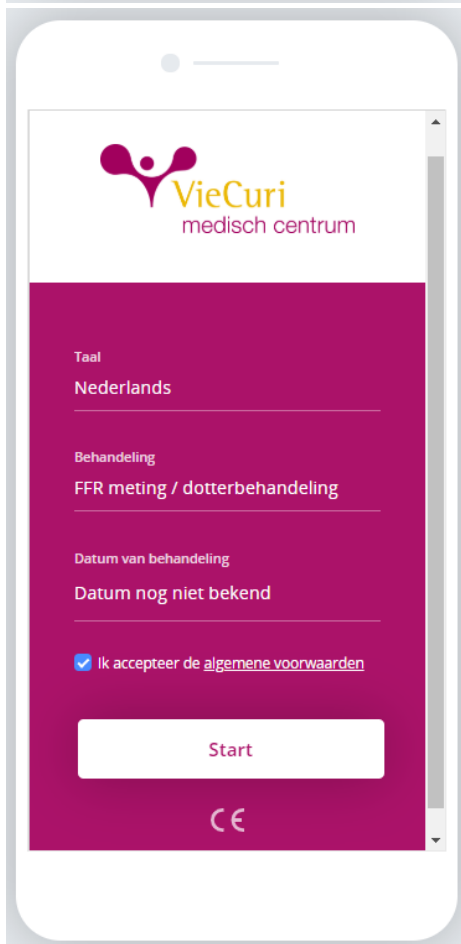 VieCuri
medisch centrum
Taal
Nederlands
Behandeling
FFR meting / dotterbehandeling
Datum van behandeling
Datum nog niet bekend
Ik accepteer de algemene voorwaarden
Start
CE